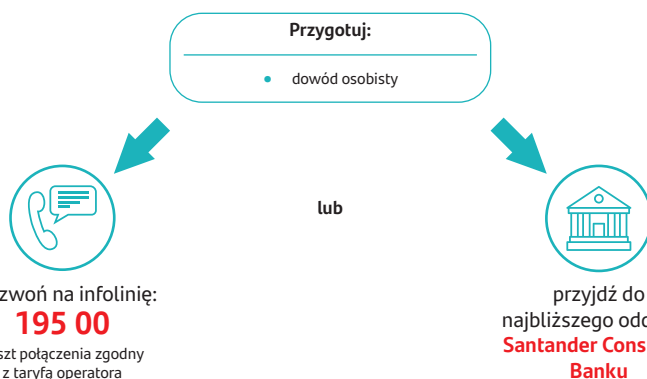 Przygotuj:
• dowód osobisty
lub
zwoń na infolinię:
195 00
szt połączenia zgodny
z taryfą operatora
przyjdź do
najbliższego odd
Santander Cons
Banku